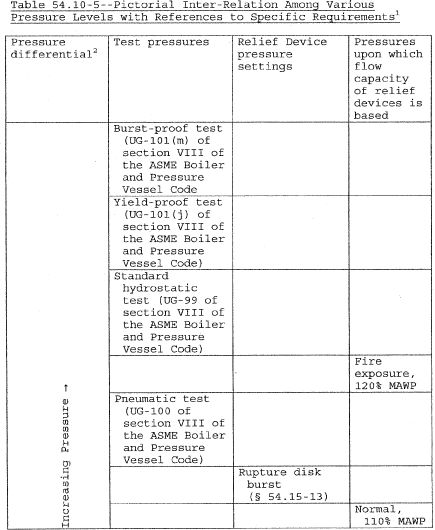 Table 54.10-5--Pictorial Inter-Relation Among Various
Pressure Levels with References to Specific Requirements¹
Pressure
differential²
Test pressures
Relief Device
pressure
settings
Pressures
upon which
flow
capacity
of relief
devices is
based
Burst-proof test
(UG-101(m) of
section VIII of
the ASME Boiler
and Pressure
Vessel Code
Yield-proof test
(UG-101(j) of
section VIII of
the ASME Boiler
and Pressure
Vessel Code)
Standard
hydrostatic
test (UG-99 of
section VIII of
the ASME Boiler
and Pressure
Vessel Code)
Fire
exposure,
120% MAWP
Increasing Pressure →
Pneumatic test
(UG-100 of
section VIII of
the ASME Boiler
and Pressure
Vessel Code)
Rupture disk
burst
(§ 54.15-13)
Normal,
110% MAWP